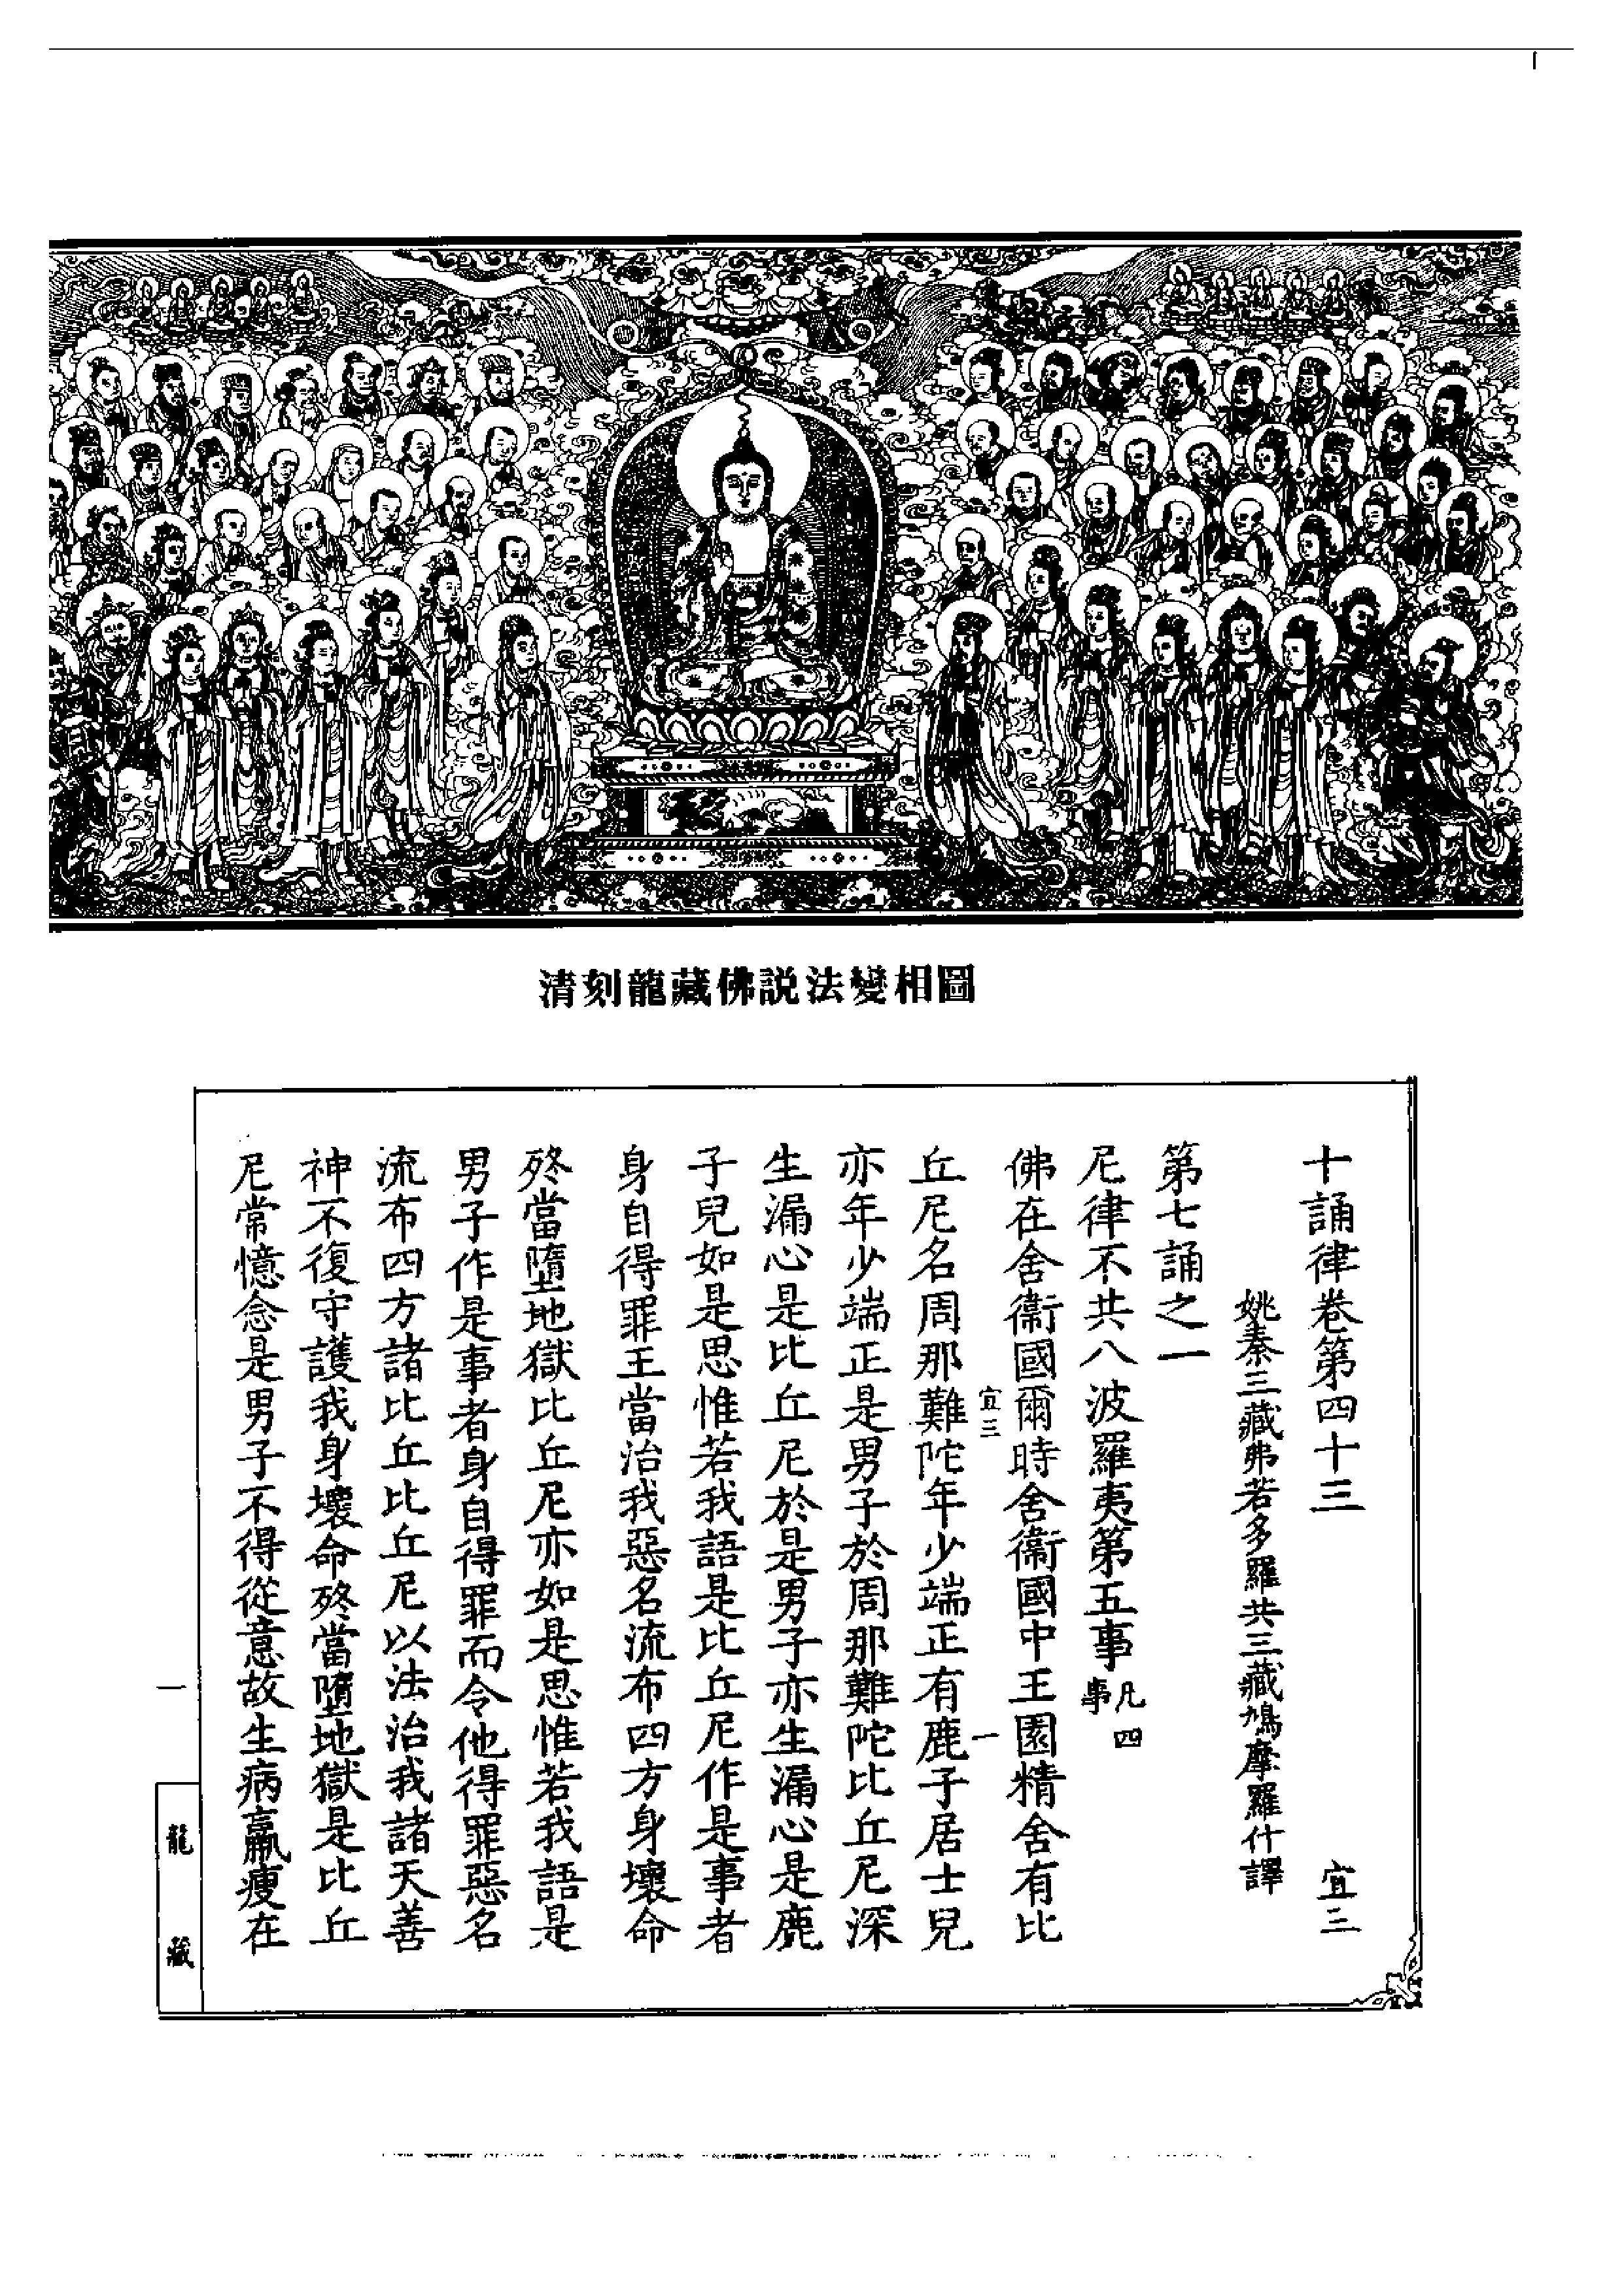 清刻龍藏佛説法變相圖
十誦律卷第四十三 宜三
姚秦三藏弗若多羅共三藏鳩摩羅什譯
第七誦之一
尼律不共八波羅夷第五事凡四事
佛在舍衞國爾時舍衞國中王園精舍有比
宜三 一
丘尼名周那難陀年少端正有鹿子居士兒
亦年少端正是男子於周那難陀比丘尼深
生漏心是比丘尼於是男子亦生漏心是鹿
子兒如是思惟若我語是比丘尼作是事者
身自得罪王當治我惡名流布四方身壞命
終當墮地獄比丘尼亦如是思惟若我語是
男子作是事者身自得罪而令他得罪惡名
流布四方諸比丘比丘尼以法治我諸天善
神不復守護我身壞命終當墮地獄是比丘
尼常憶念是男子不得從意故生病羸瘦在
一
龍藏